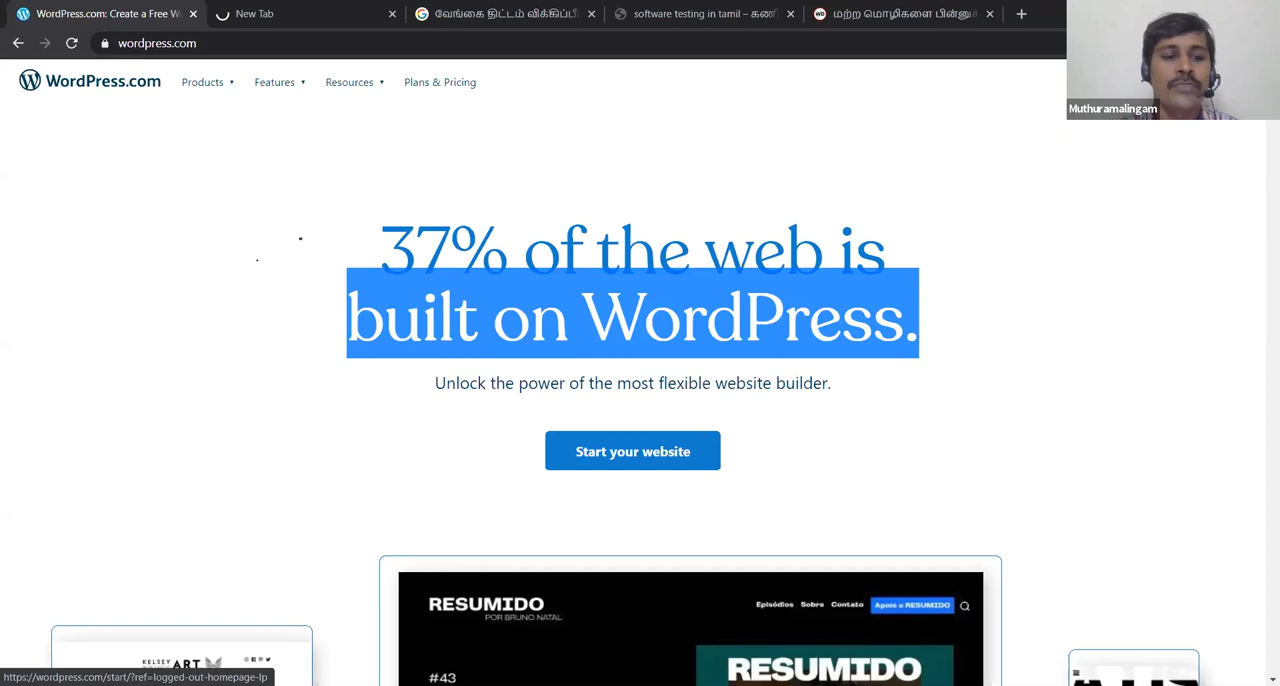 WordPress.com: Create a Free W
New Tab
வேங்கை திட்டம் விக்கிப்பீ
software testing in tamil – கணி
மற்ற மொழிகளை பின்னுக்
wordpress.com
WordPress.com
Products
Features
Resources
Plans & Pricing
Muthuramalingam
37% of the web is
built on WordPress.
Unlock the power of the most flexible website builder.
Start your website
RESUMIDO
POR BRUNO NATAL
Episódios
Sobre
Contato
Apoia o RESUMIDO
#43
RESUMIDO
KELSEY ART
https://wordpress.com/start/?ref=logged-out-homepage-lp